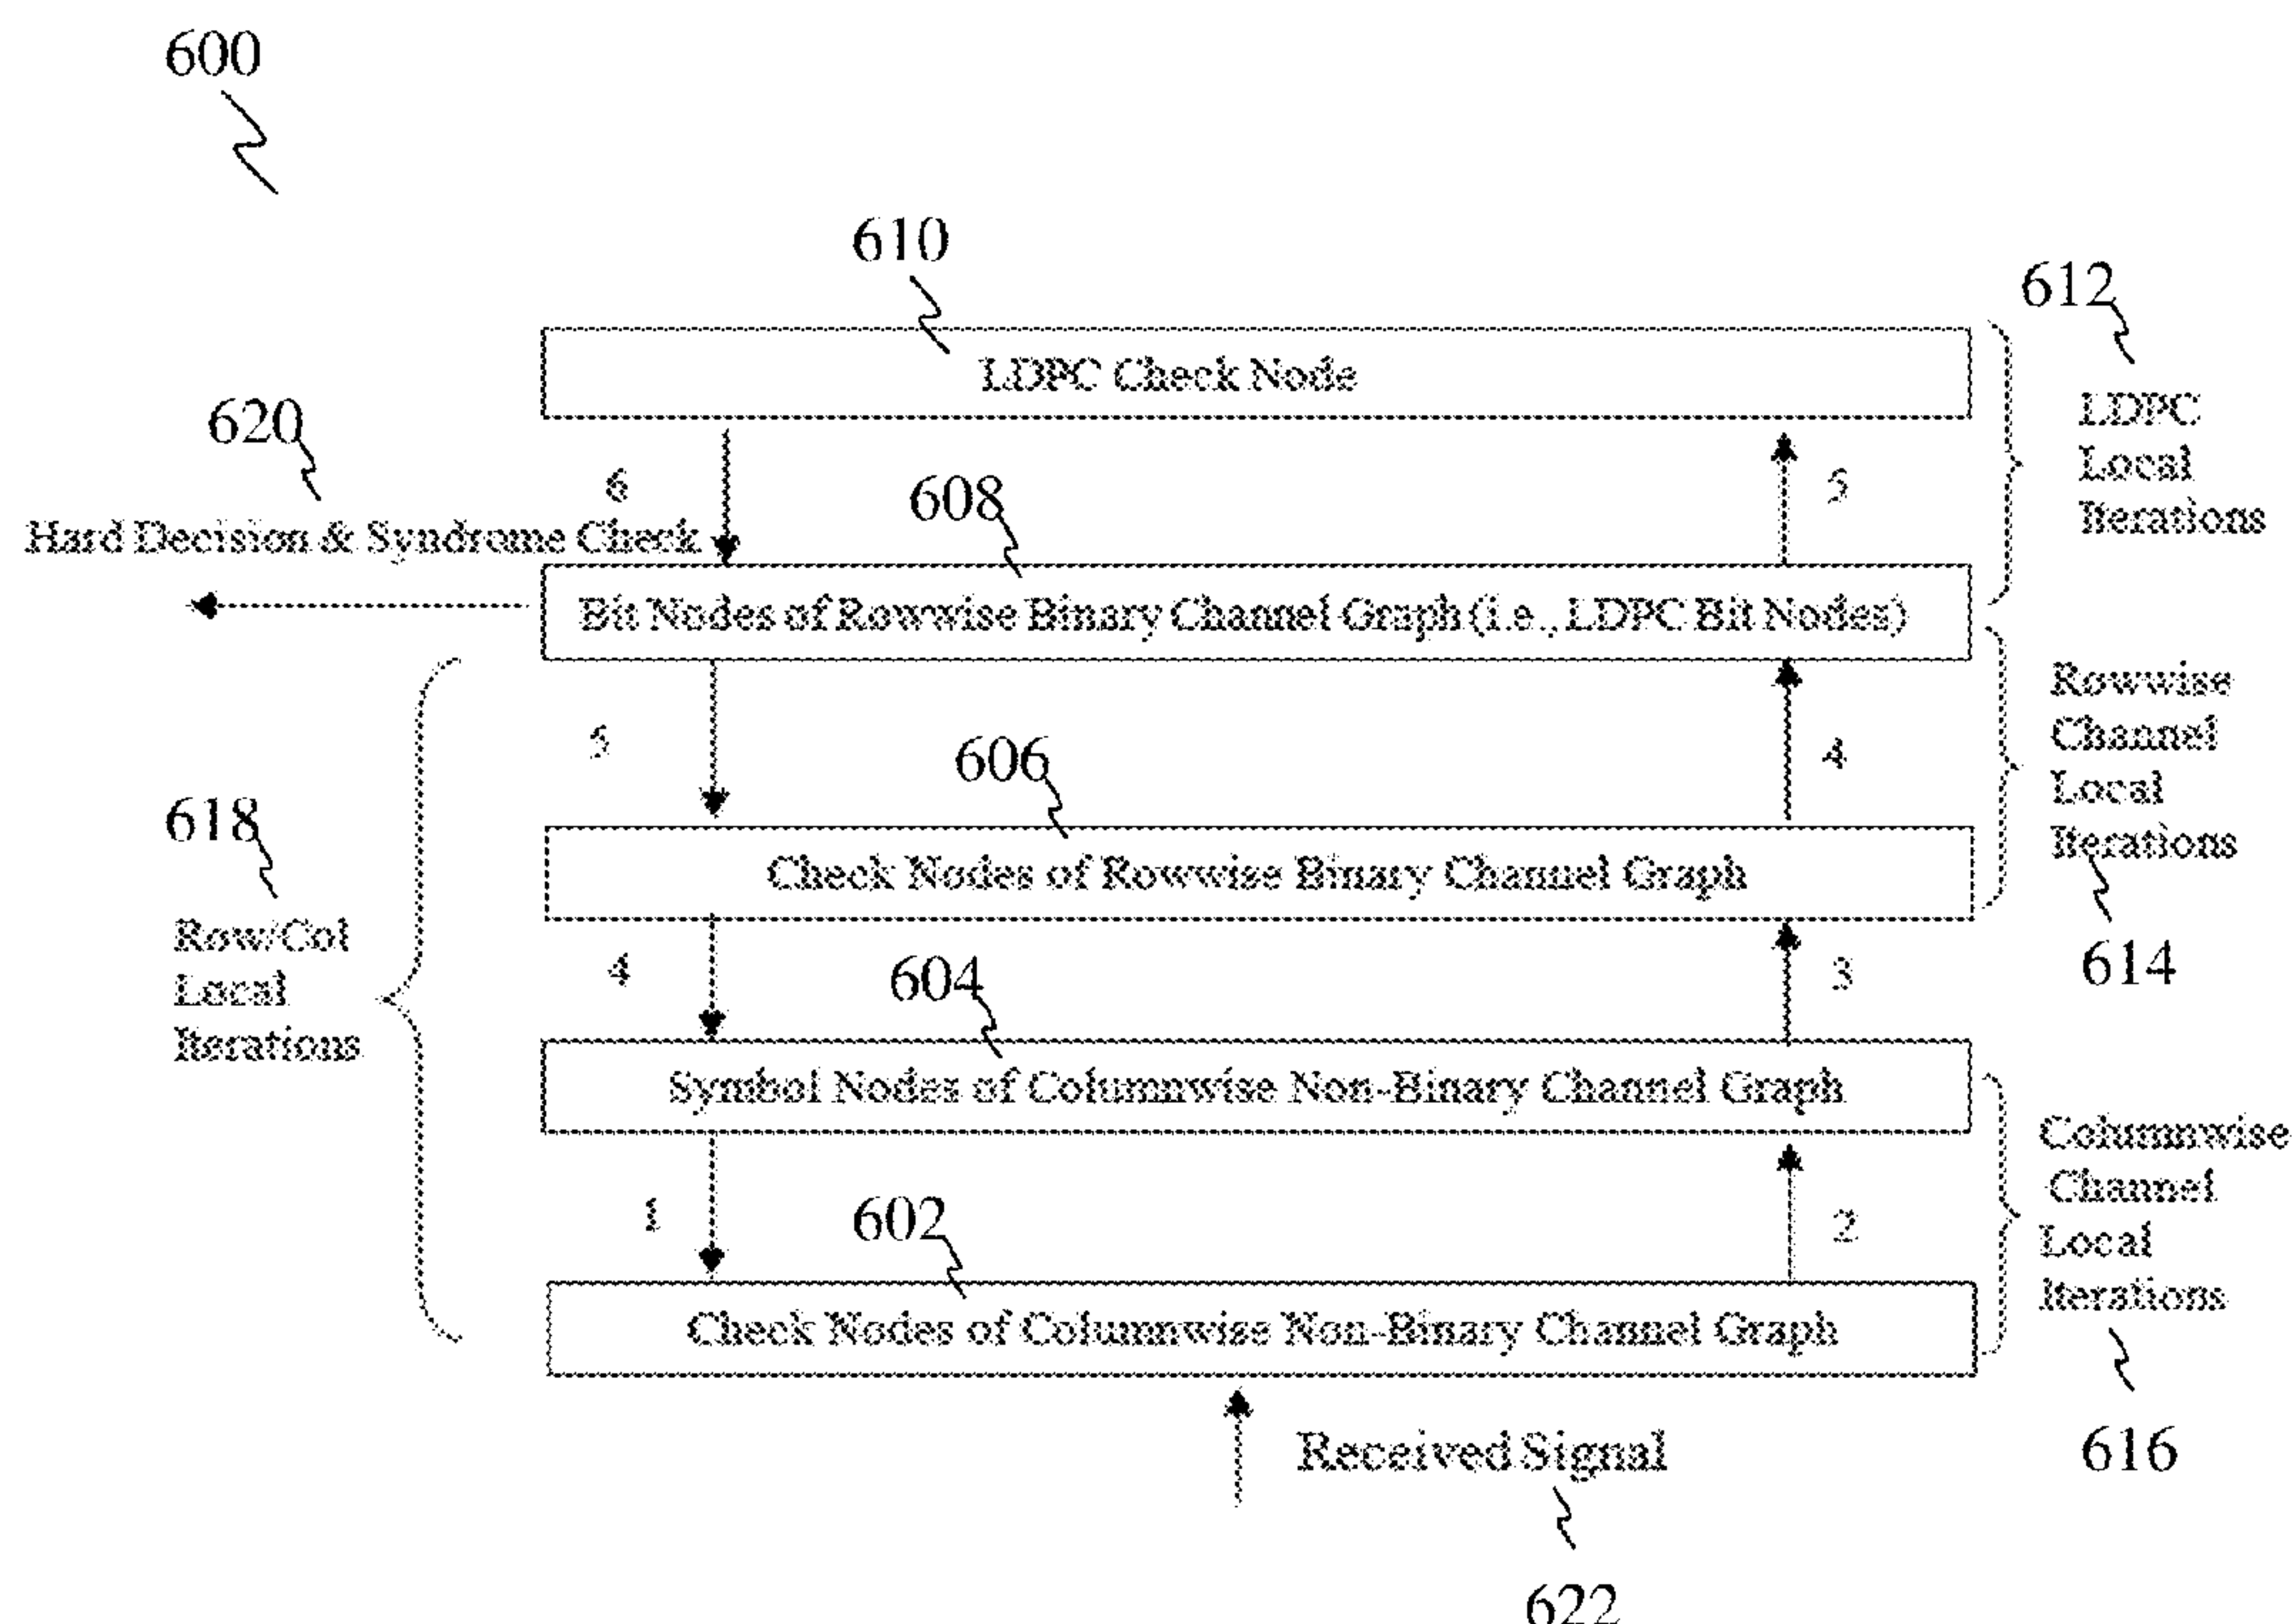 600
610
612
LDPC Check Node
LDPC
Local
Iterations
620
6
5
608
Hard Decision & Syndrome Check
Bit Nodes of Rowwise Binary Channel Graph (i.e., LDPC Bit Nodes)
Rowwise
Channel
Local
Iterations
5
4
606
618
Check Nodes of Rowwise Binary Channel Graph
614
Row/Col
Local
Iterations
4
3
604
Symbol Nodes of Columnwise Non-Binary Channel Graph
Columnwise
Channel
Local
Iterations
1
2
602
Check Nodes of Columnwise Non-Binary Channel Graph
616
Received Signal
622